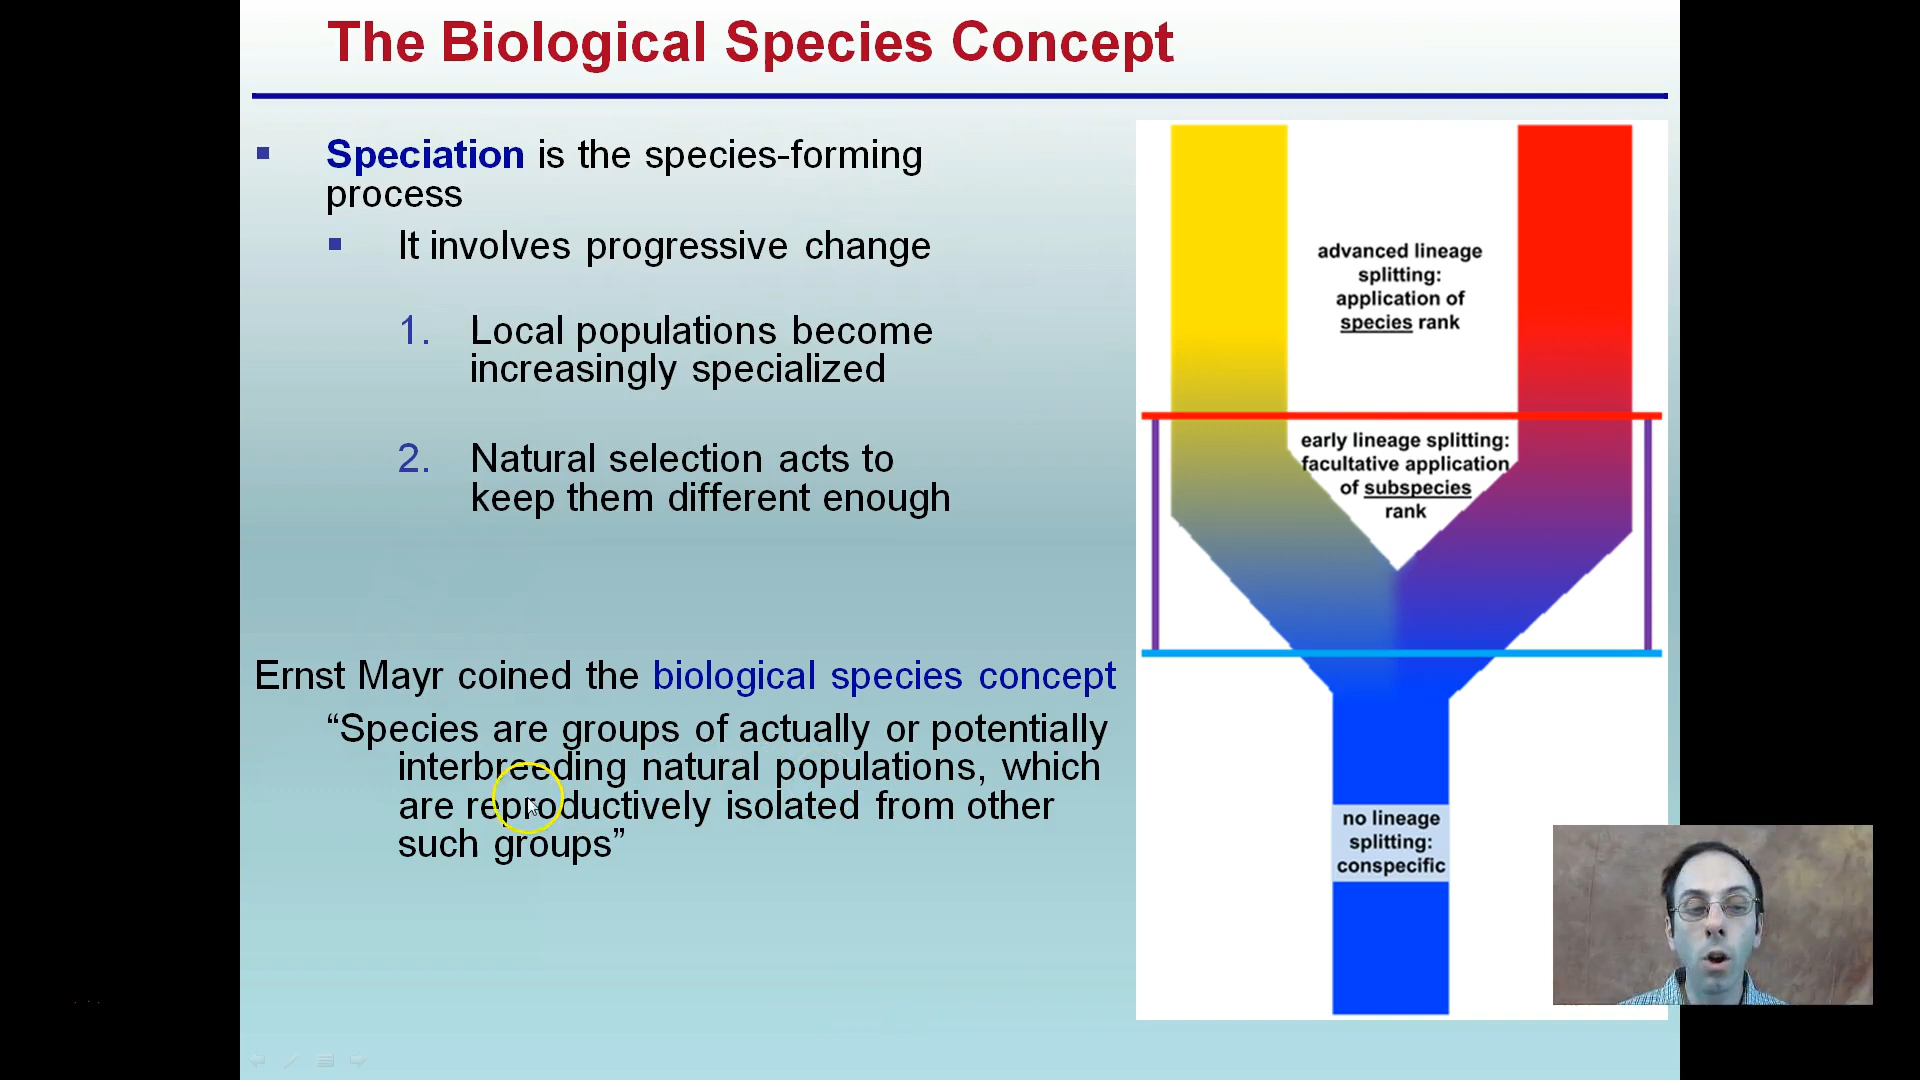 The Biological Species Concept
Speciation is the species-forming
process
It involves progressive change
1. Local populations become
increasingly specialized
2. Natural selection acts to
keep them different enough
Ernst Mayr coined the biological species concept
“Species are groups of actually or potentially
interbreeding natural populations, which
are reproductively isolated from other
such groups”
advanced lineage
splitting:
application of
species rank
early lineage splitting:
facultative application
of subspecies
rank
no lineage
splitting:
conspecific